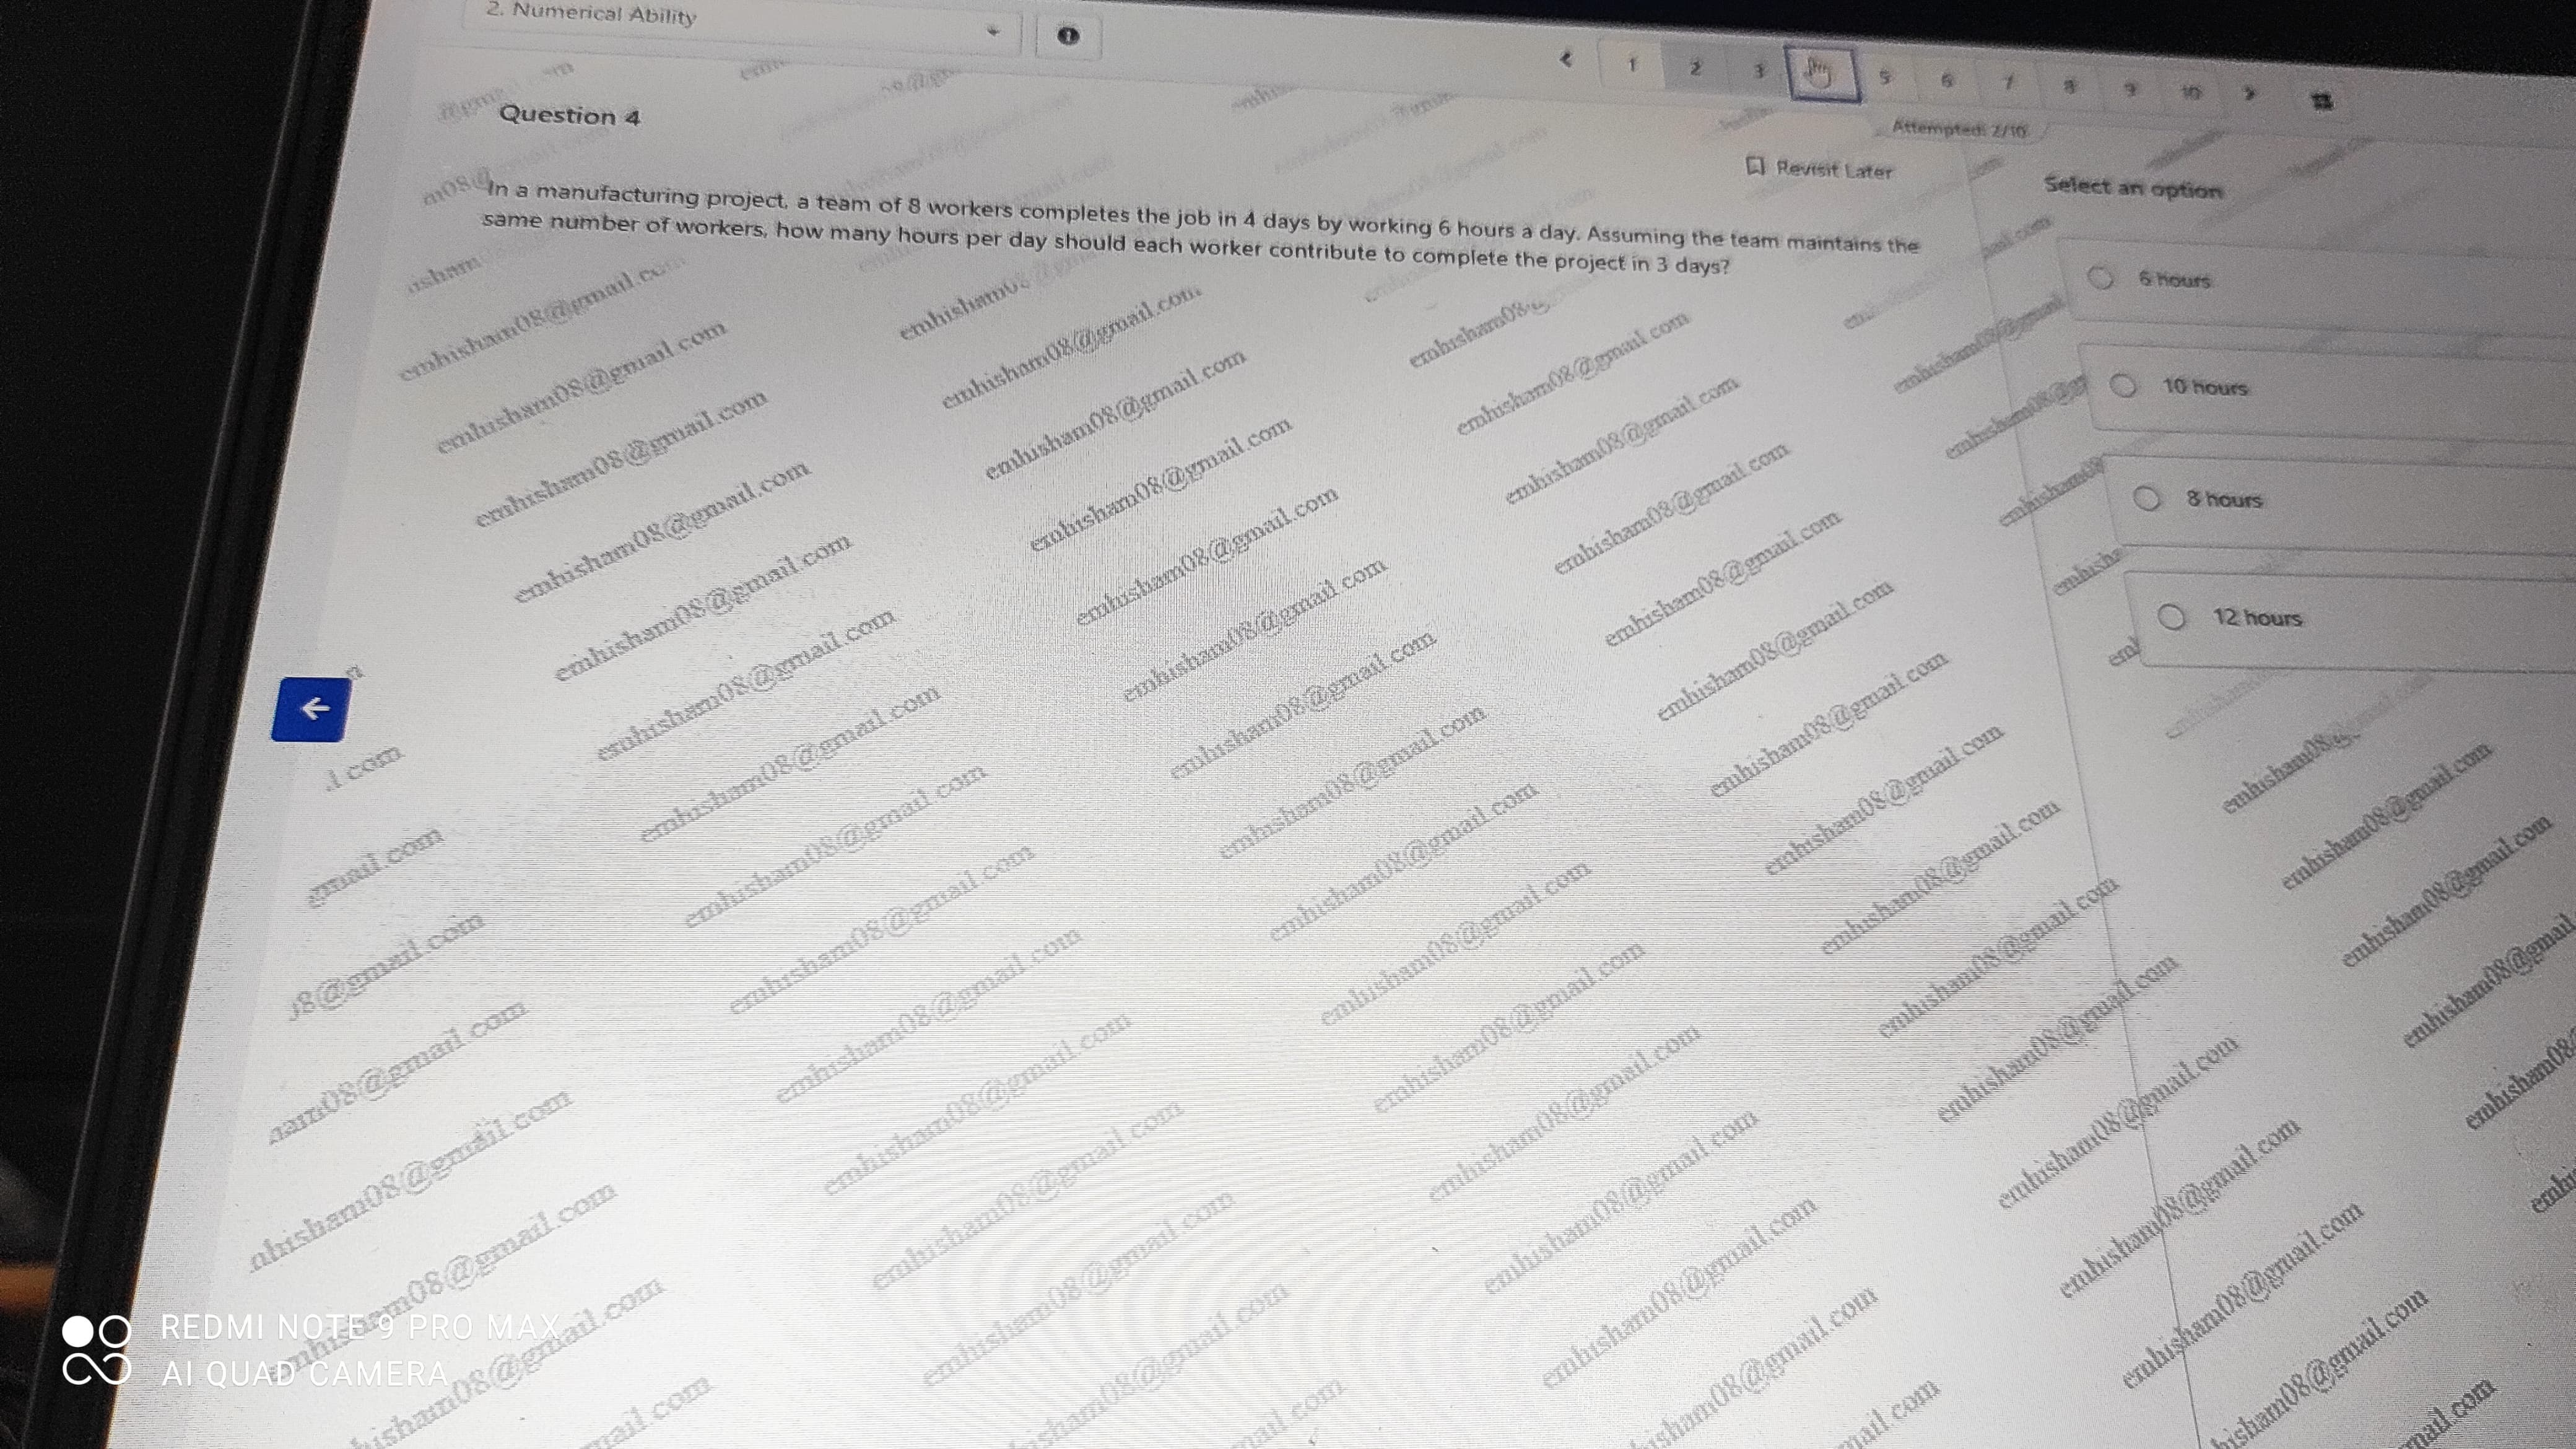 2. Numerical Ability
1 2 3 5 6 7 8 9 10
Attempted: 2/10
Question 4
Revisit Later
In a manufacturing project, a team of 8 workers completes the job in 4 days by working 6 hours a day. Assuming the team maintains the
same number of workers, how many hours per day should each worker contribute to complete the project in 3 days?
Select an option
6 hours
10 hours
8 hours
12 hours
emhisham08@gmail.com
REDMI NOTE 9 PRO MAX
AI QUAD CAMERA